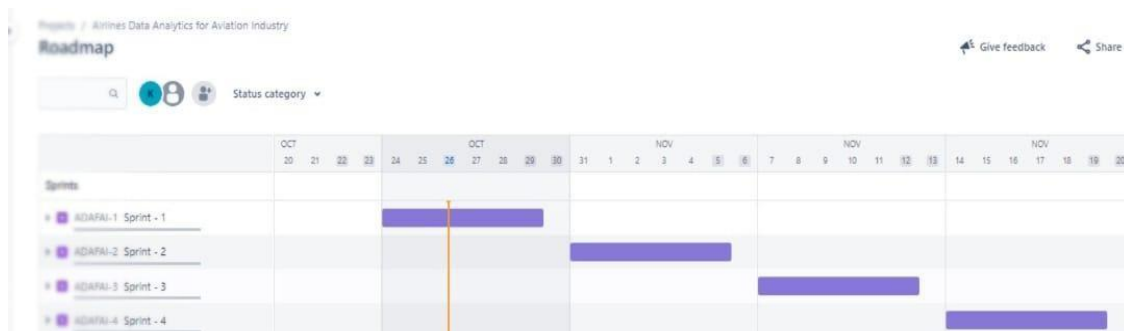 Projects / Airlines Data Analytics for Aviation Industry
Roadmap
Give feedback
Share
Status category
OCT OCT NOV NOV NOV
20 21 22 23 24 25 26 27 28 29 30 31 1 2 3 4 5 6 7 8 9 10 11 12 13 14 15 16 17 18 19 20
Sprints
ADAFAI-1 Sprint - 1
ADAFAI-2 Sprint - 2
ADAFAI-3 Sprint - 3
ADAFAI-4 Sprint - 4